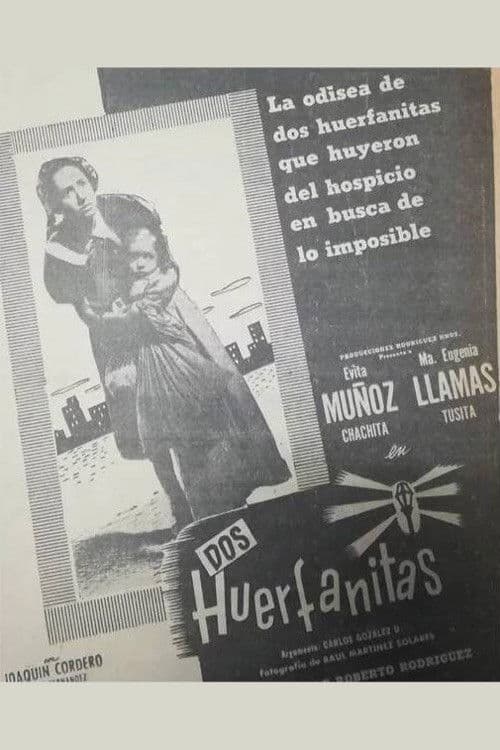 La odisea de
dos huerfanitas
que huyeron
del hospicio
en busca de
lo imposible
PRODUCCIONES RODRIGUEZ HNOS.
Presenta a
Evita
MUÑOZ
CHACHITA
Ma. Eugenia
LLAMAS
TUSITA
en
DOS
Huerfanitas
Argumento: CARLOS GOZALEZ D
fotografía de RAUL MARTINEZ SOLARES
ROBERTO RODRIGUEZ
JOAQUIN CORDERO